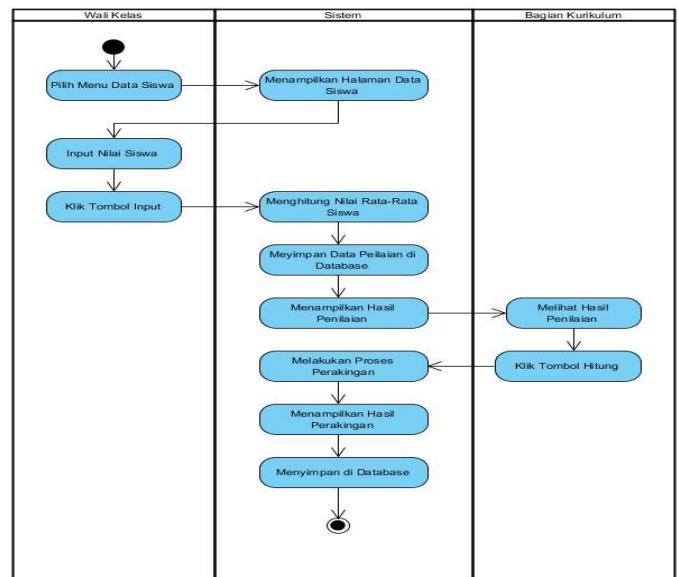 Wali Kelas
Sistem
Bagian Kurikulum
Pilih Menu Data Siswa
Menampilkan Halaman Data
Siswa
Input Nilai Siswa
Klik Tombol Input
Menghitung Nilai Rata-Rata
Siswa
Meyimpan Data Peilaian di
Database
Menampilkan Hasil
Penilaian
Melihat Hasil
Penilaian
Klik Tombol Hitung
Melakukan Proses
Perakingan
Menampilkan Hasil
Perakingan
Menyimpan di Database